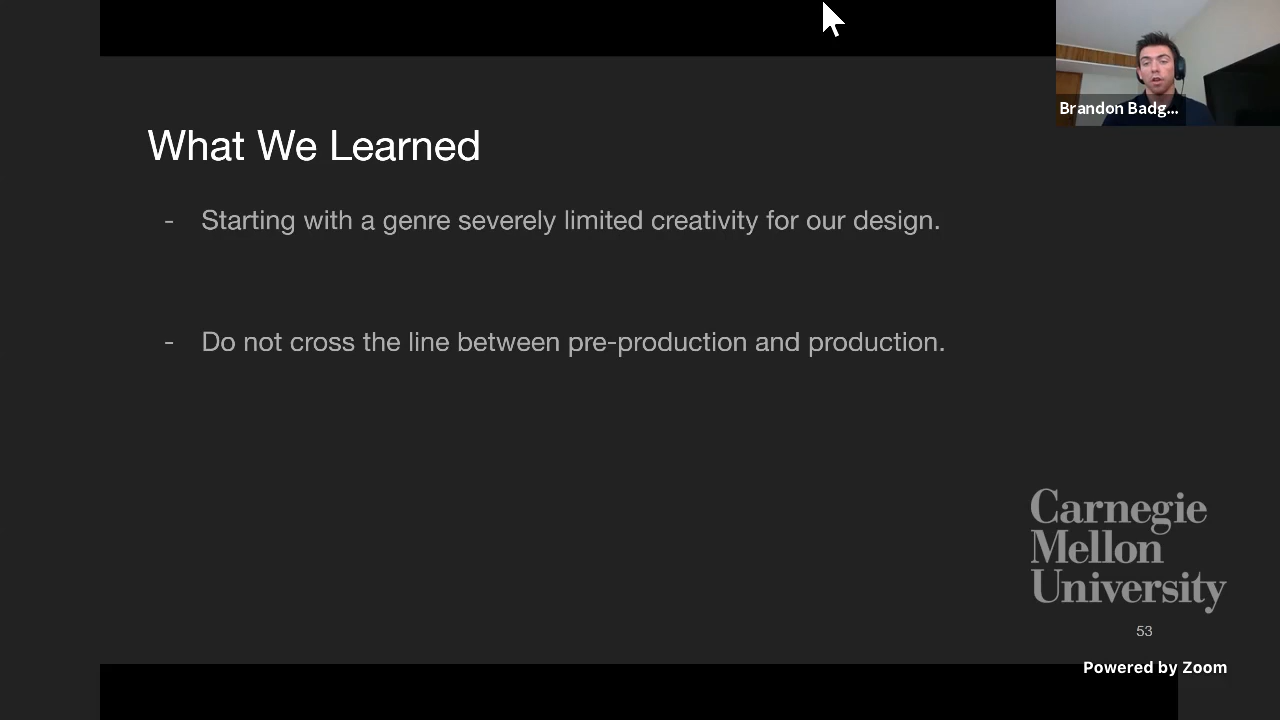 Brandon Badg...
What We Learned
- Starting with a genre severely limited creativity for our design.
- Do not cross the line between pre-production and production.
Carnegie
Mellon
University
53
Powered by Zoom